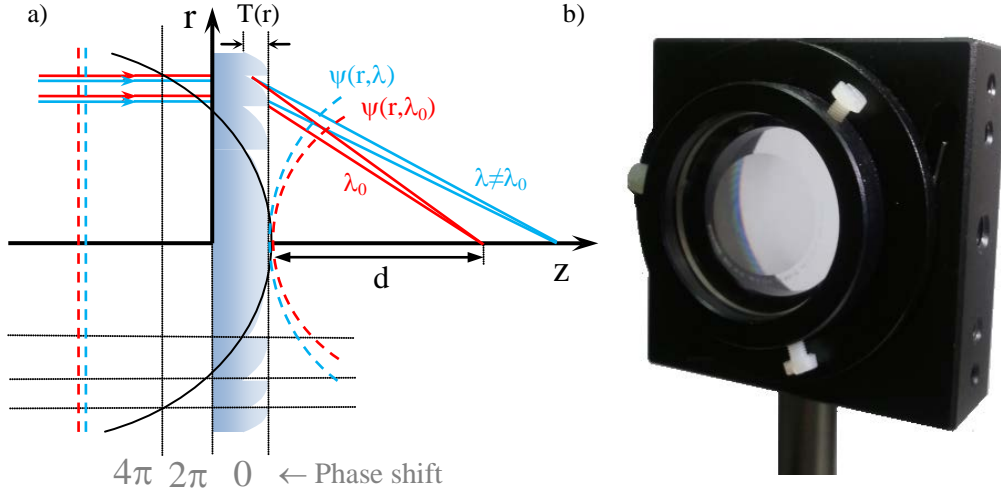 a)
r
T(r)
b)
ψ(r,λ)
ψ(r,λ₀)
λ₀
λ≠λ₀
d
z
4π 2π 0 ← Phase shift